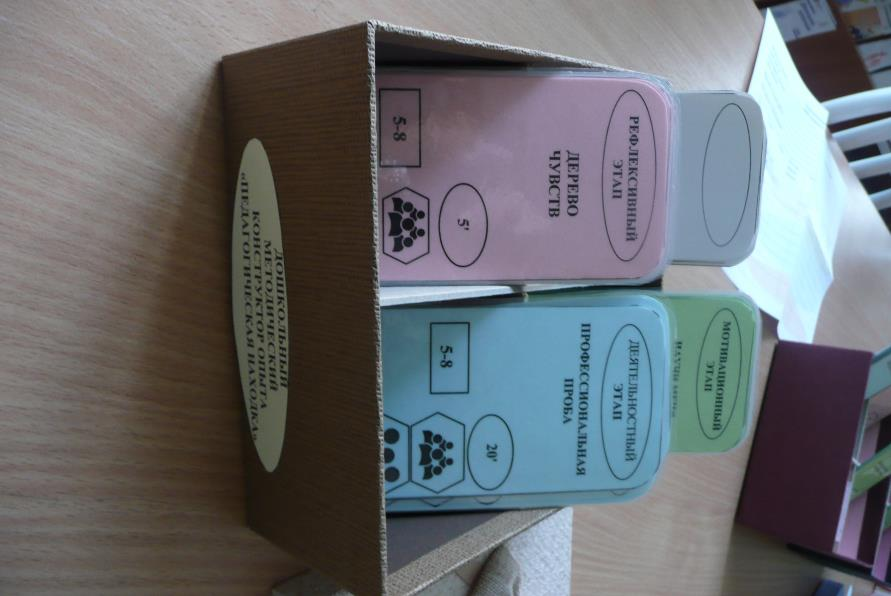 МОТИВАЦИОННЫЙ
ЭТАП
РЕФЛЕКСИВНЫЙ
ЭТАП
ДЕРЕВО
ЧУВСТВ
5'
5-8
ДЕЯТЕЛЬНОСТНЫЙ
ЭТАП
ПРОФЕССИОНАЛЬНАЯ
ПРОБА
20'
5-8
ДОШКОЛЬНЫЙ
МЕТОДИЧЕСКИЙ
КОНСТРУКТОР ОПЫТА
«ПЕДАГОГИЧЕСКАЯ НАХОДКА»